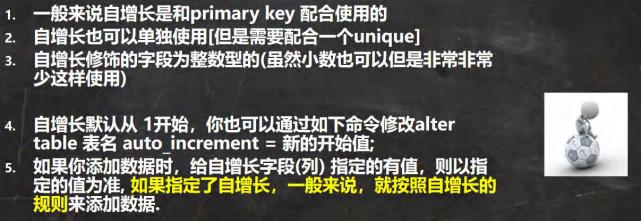 1. 一般来说自增长是和primary key 配合使用的
2. 自增长也可以单独使用[但是需要配合一个unique]
3. 自增长修饰的字段为整数型的(虽然小数也可以但是非常非常
少这样使用)
4. 自增长默认从 1开始，你也可以通过如下命令修改alter
table 表名 auto_increment = 新的开始值;
5. 如果你添加数据时，给自增长字段(列) 指定的有值，则以指
定的值为准, 如果指定了自增长，一般来说，就按照自增长的
规则来添加数据.